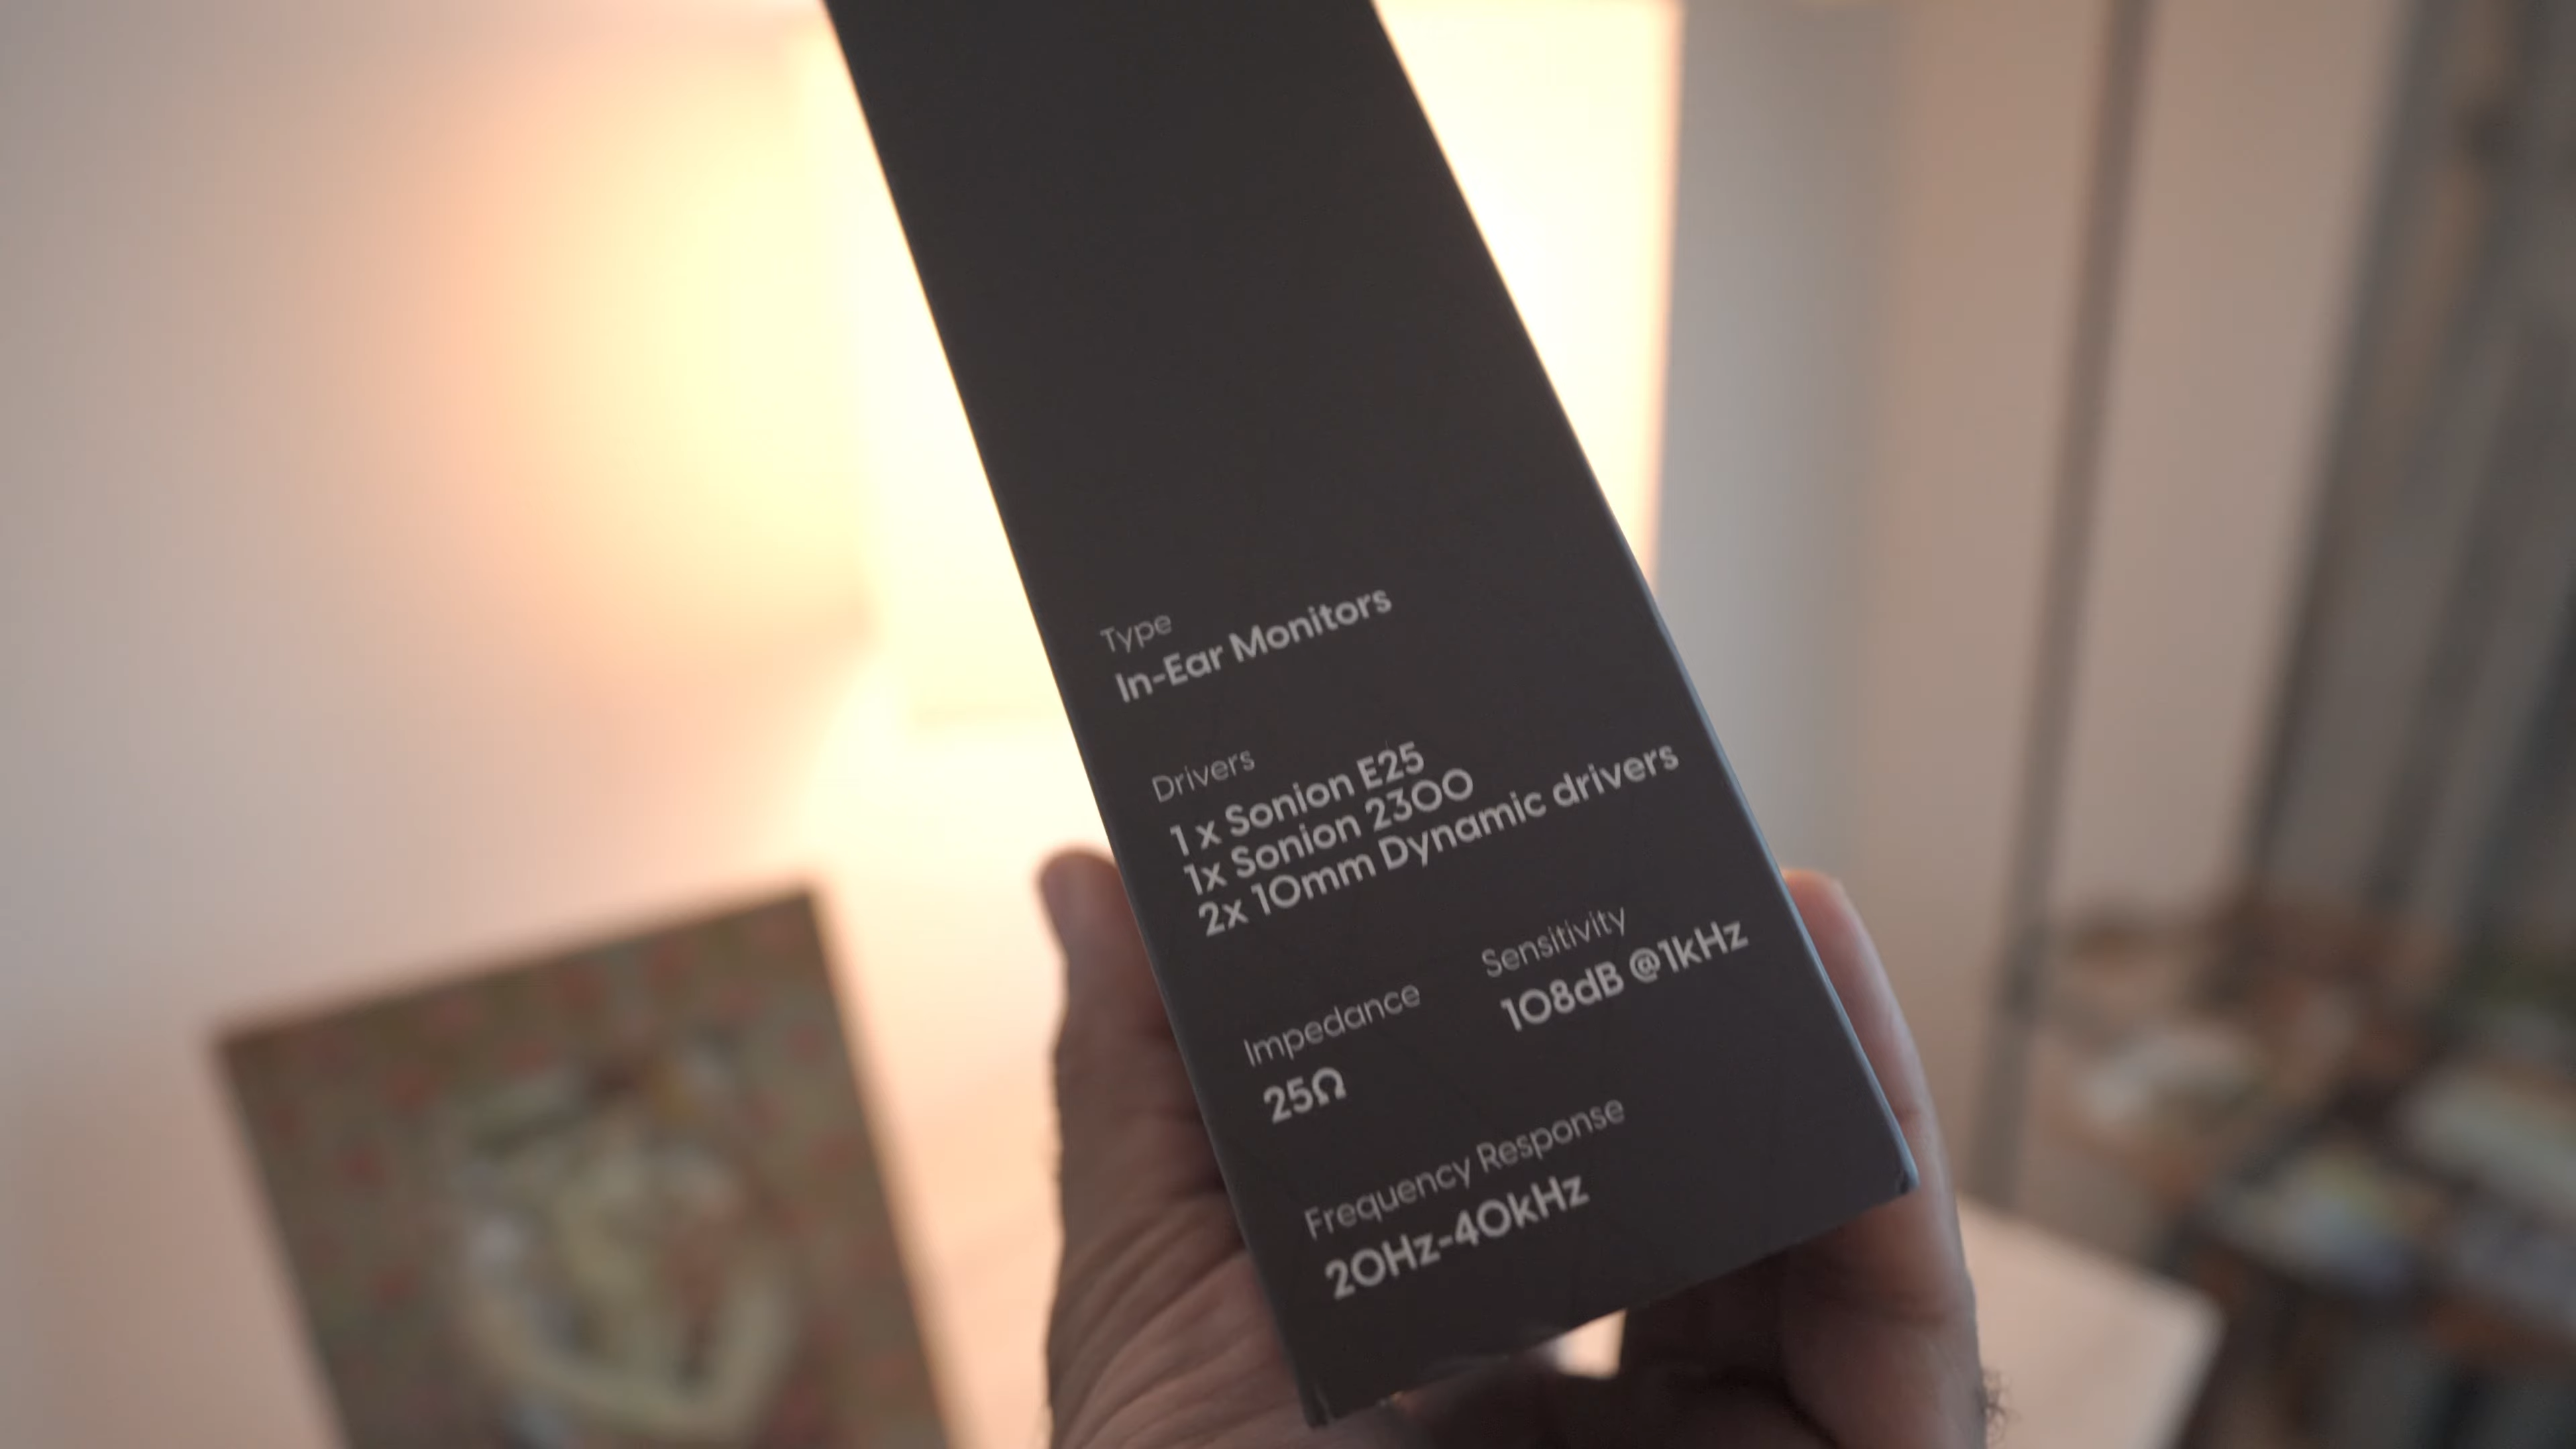 Type
In-Ear Monitors
Drivers
1 x Sonion E25
1x Sonion 2300
2x 10mm Dynamic drivers
Impedance
25Ω
Sensitivity
108dB @1kHz
Frequency Response
20Hz-40kHz